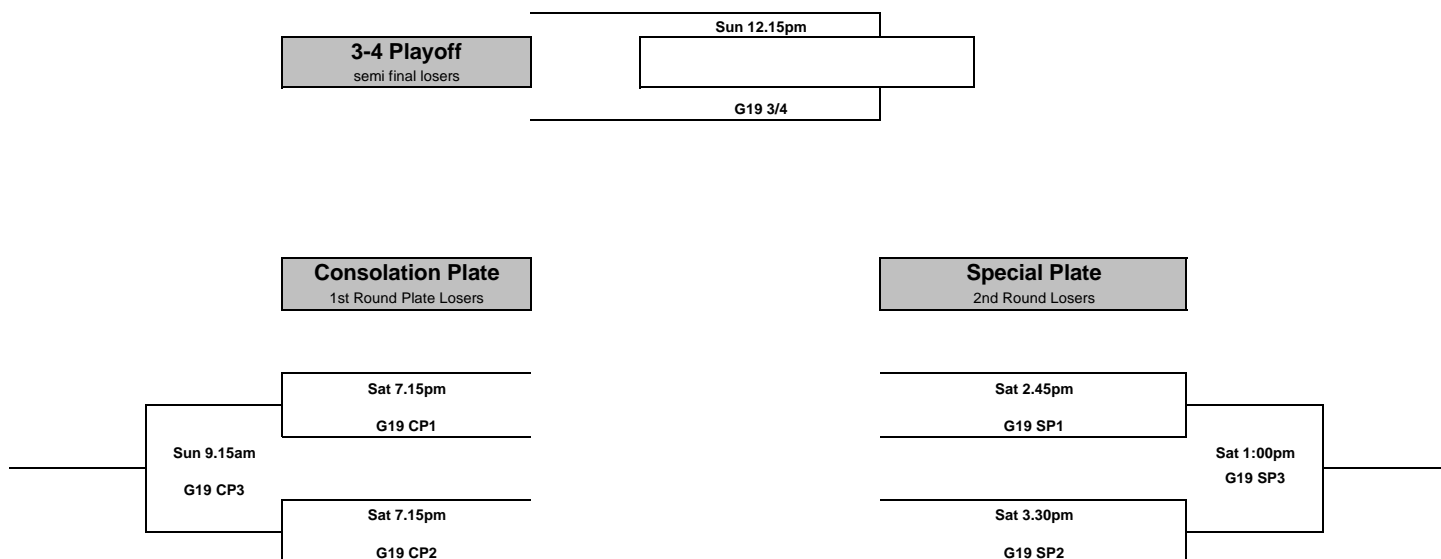 Sun 12.15pm
3-4 Playoff
semi final losers
G19 3/4
Consolation Plate
1st Round Plate Losers
Special Plate
2nd Round Losers
Sat 7.15pm
G19 CP1
Sun 9.15am
G19 CP3
Sat 7.15pm
G19 CP2
Sat 2.45pm
G19 SP1
Sat 1:00pm
G19 SP3
Sat 3.30pm
G19 SP2